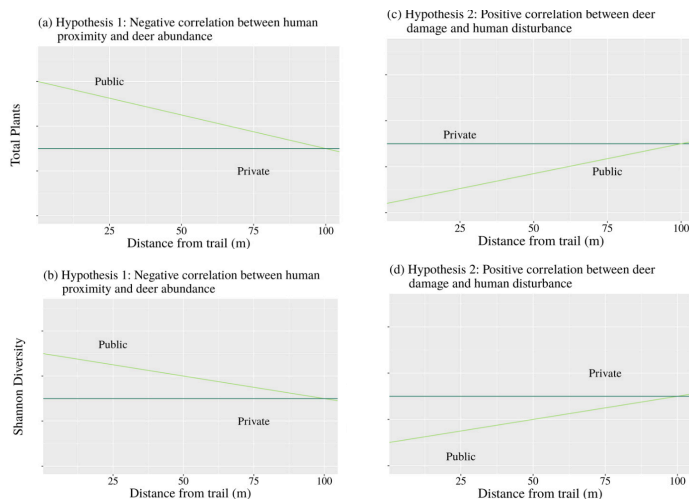 (a) Hypothesis 1: Negative correlation between human
proximity and deer abundance
Public
Private
Total Plants
25
50
75
100
Distance from trail (m)
(b) Hypothesis 1: Negative correlation between human
proximity and deer abundance
Public
Private
Shannon Diversity
25
50
75
100
Distance from trail (m)
(c) Hypothesis 2: Positive correlation between deer
damage and human disturbance
Private
Public
25
50
75
100
Distance from trail (m)
(d) Hypothesis 2: Positive correlation between deer
damage and human disturbance
Private
Public
25
50
75
100
Distance from trail (m)